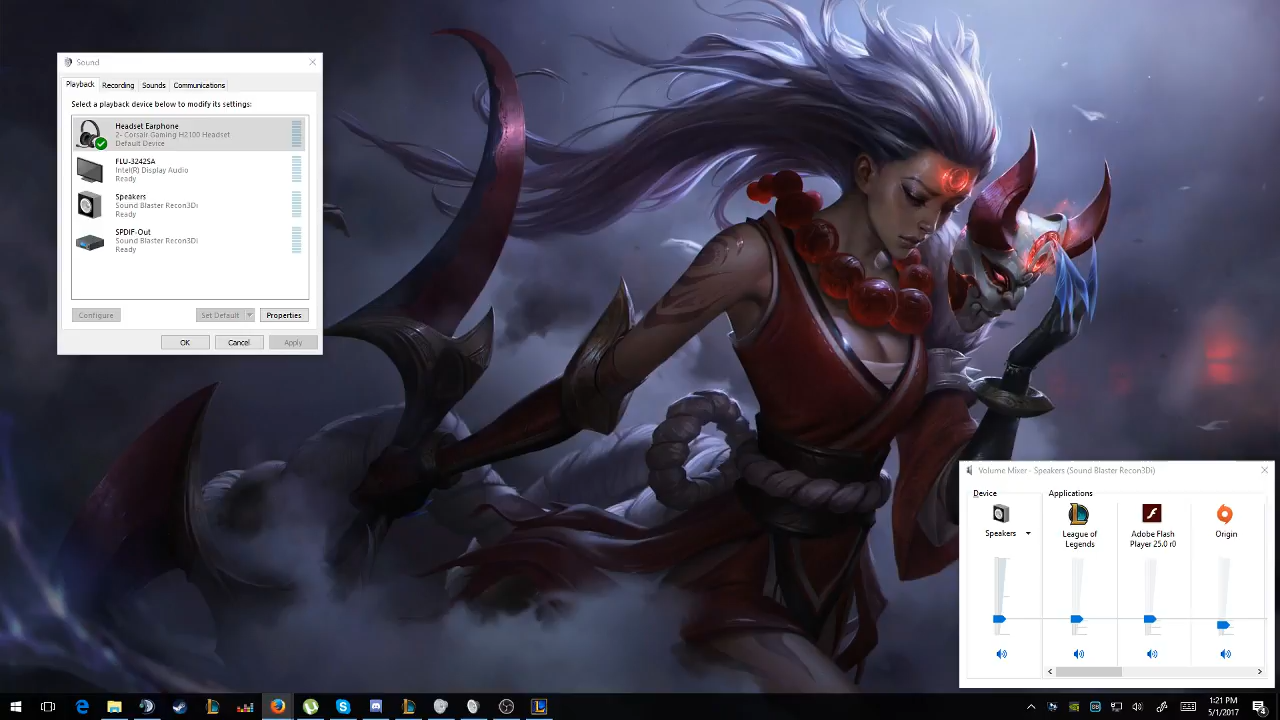 Sound
Playback Recording Sounds Communications
Select a playback device below to modify its settings:
Headset Earphone
2- Corsair Gaming H2100 Headset
Default Device
FLU-3242SA
Intel(R) Display Audio
Ready
Speakers
Sound Blaster Recon3Di
Ready
SPDIF-Out
Sound Blaster Recon3Di
Ready
Configure Set Default Properties
OK Cancel Apply
Volume Mixer - Speakers (Sound Blaster Recon3Di)
Device Applications
Speakers
League of
Legends
Adobe Flash
Player 25.0 r0
Origin
1:21 PM
5/1/2017